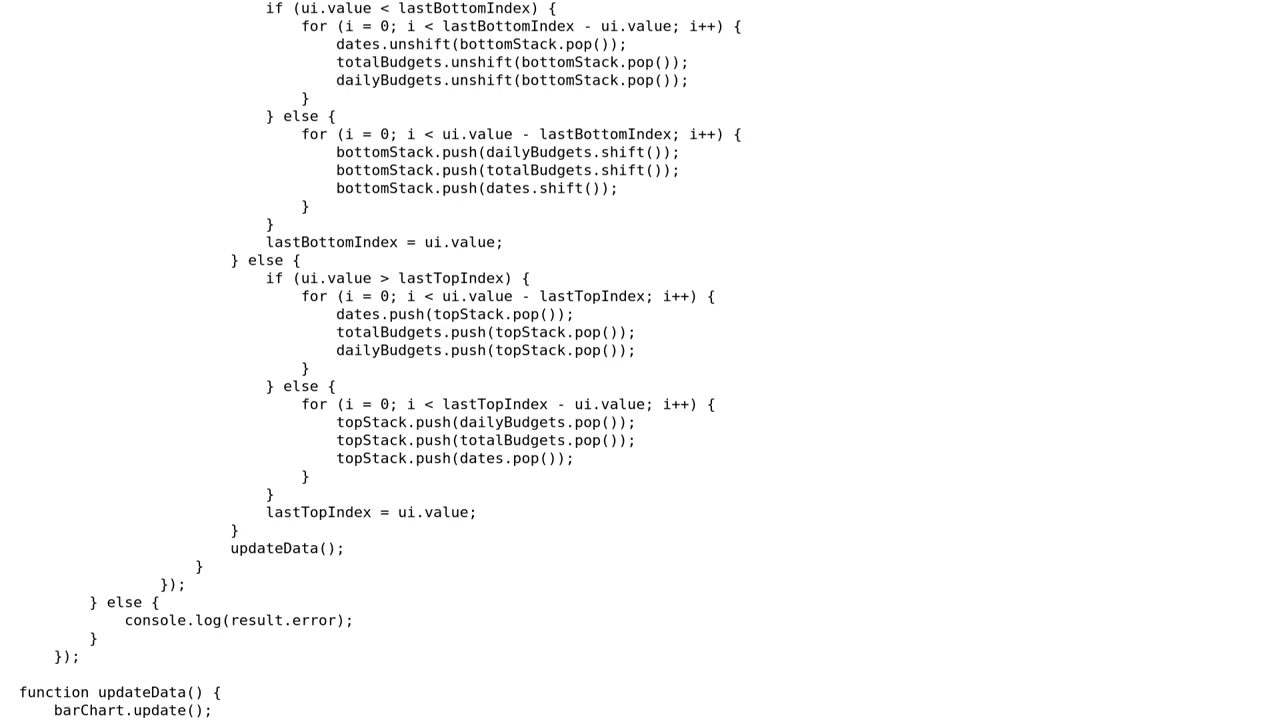 if (ui.value < lastBottomIndex) {
for (i = 0; i < lastBottomIndex - ui.value; i++) {
dates.unshift(bottomStack.pop());
totalBudgets.unshift(bottomStack.pop());
dailyBudgets.unshift(bottomStack.pop());
}
} else {
for (i = 0; i < ui.value - lastBottomIndex; i++) {
bottomStack.push(dailyBudgets.shift());
bottomStack.push(totalBudgets.shift());
bottomStack.push(dates.shift());
}
}
lastBottomIndex = ui.value;
} else {
if (ui.value > lastTopIndex) {
for (i = 0; i < ui.value - lastTopIndex; i++) {
dates.push(topStack.pop());
totalBudgets.push(topStack.pop());
dailyBudgets.push(topStack.pop());
}
} else {
for (i = 0; i < lastTopIndex - ui.value; i++) {
topStack.push(dailyBudgets.pop());
topStack.push(totalBudgets.pop());
topStack.push(dates.pop());
}
}
lastTopIndex = ui.value;
}
updateData();
}
});
} else {
console.log(result.error);
}
});
function updateData() {
barChart.update();